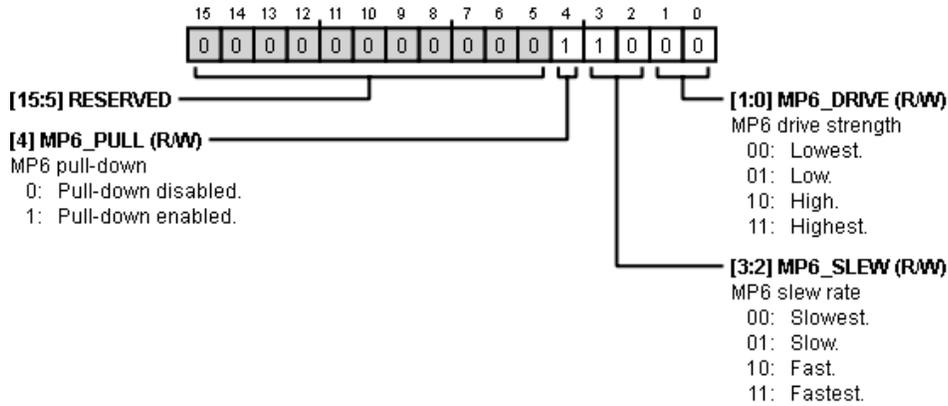 15 14 13 12 11 10 9 8 7 6 5 4 3 2 1 0
0 0 0 0 0 0 0 0 0 0 0 1 1 0 0 0
[15:5] RESERVED
[4] MP6_PULL (R/W)
MP6 pull-down
0: Pull-down disabled.
1: Pull-down enabled.
[1:0] MP6_DRIVE (R/W)
MP6 drive strength
00: Lowest.
01: Low.
10: High.
11: Highest.
[3:2] MP6_SLEW (R/W)
MP6 slew rate
00: Slowest.
01: Slow.
10: Fast.
11: Fastest.